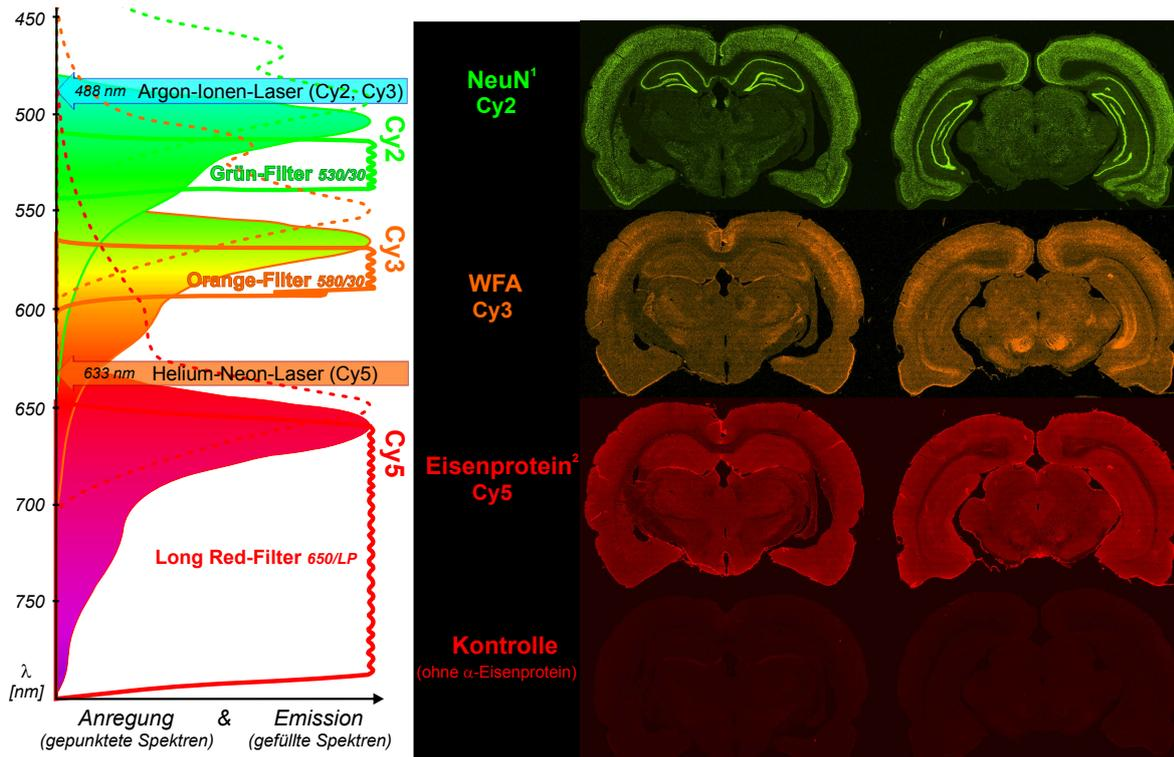 450
500
550
600
650
700
750
λ
[nm]
488 nm Argon-Ionen-Laser (Cy2, Cy3)
Cy2
Grün-Filter 530/30
Cy3
Orange-Filter 580/30
633 nm Helium-Neon-Laser (Cy5)
Cy5
Long Red-Filter 650/LP
Anregung & Emission
(gepunktete Spektren) (gefüllte Spektren)
NeuN¹
Cy2
WFA
Cy3
Eisenprotein²
Cy5
Kontrolle
(ohne α-Eisenprotein)